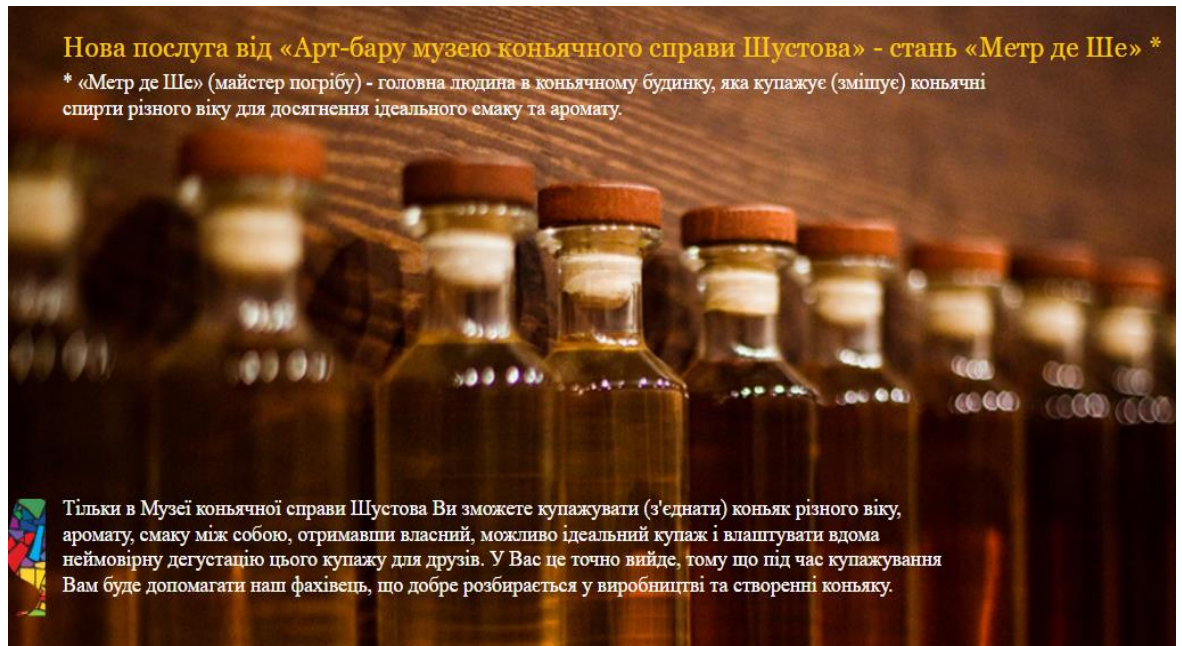 Нова послуга від «Арт-бару музею коньячного справи Шустова» - стань «Метр де Ше» *
* «Метр де Ше» (майстер погрібу) - головна людина в коньячному будинку, яка купажує (змішує) коньячні
спирти різного віку для досягнення ідеального смаку та аромату.
Тільки в Музеї коньячної справи Шустова Ви зможете купажувати (з'єднати) коньяк різного віку,
аромату, смаку між собою, отримавши власний, можливо ідеальний купаж і влаштувати вдома
неймовірну дегустацію цього купажу для друзів. У Вас це точно вийде, тому що під час купажування
Вам буде допомагати наш фахівець, що добре розбирається у виробництві та створенні коньяку.